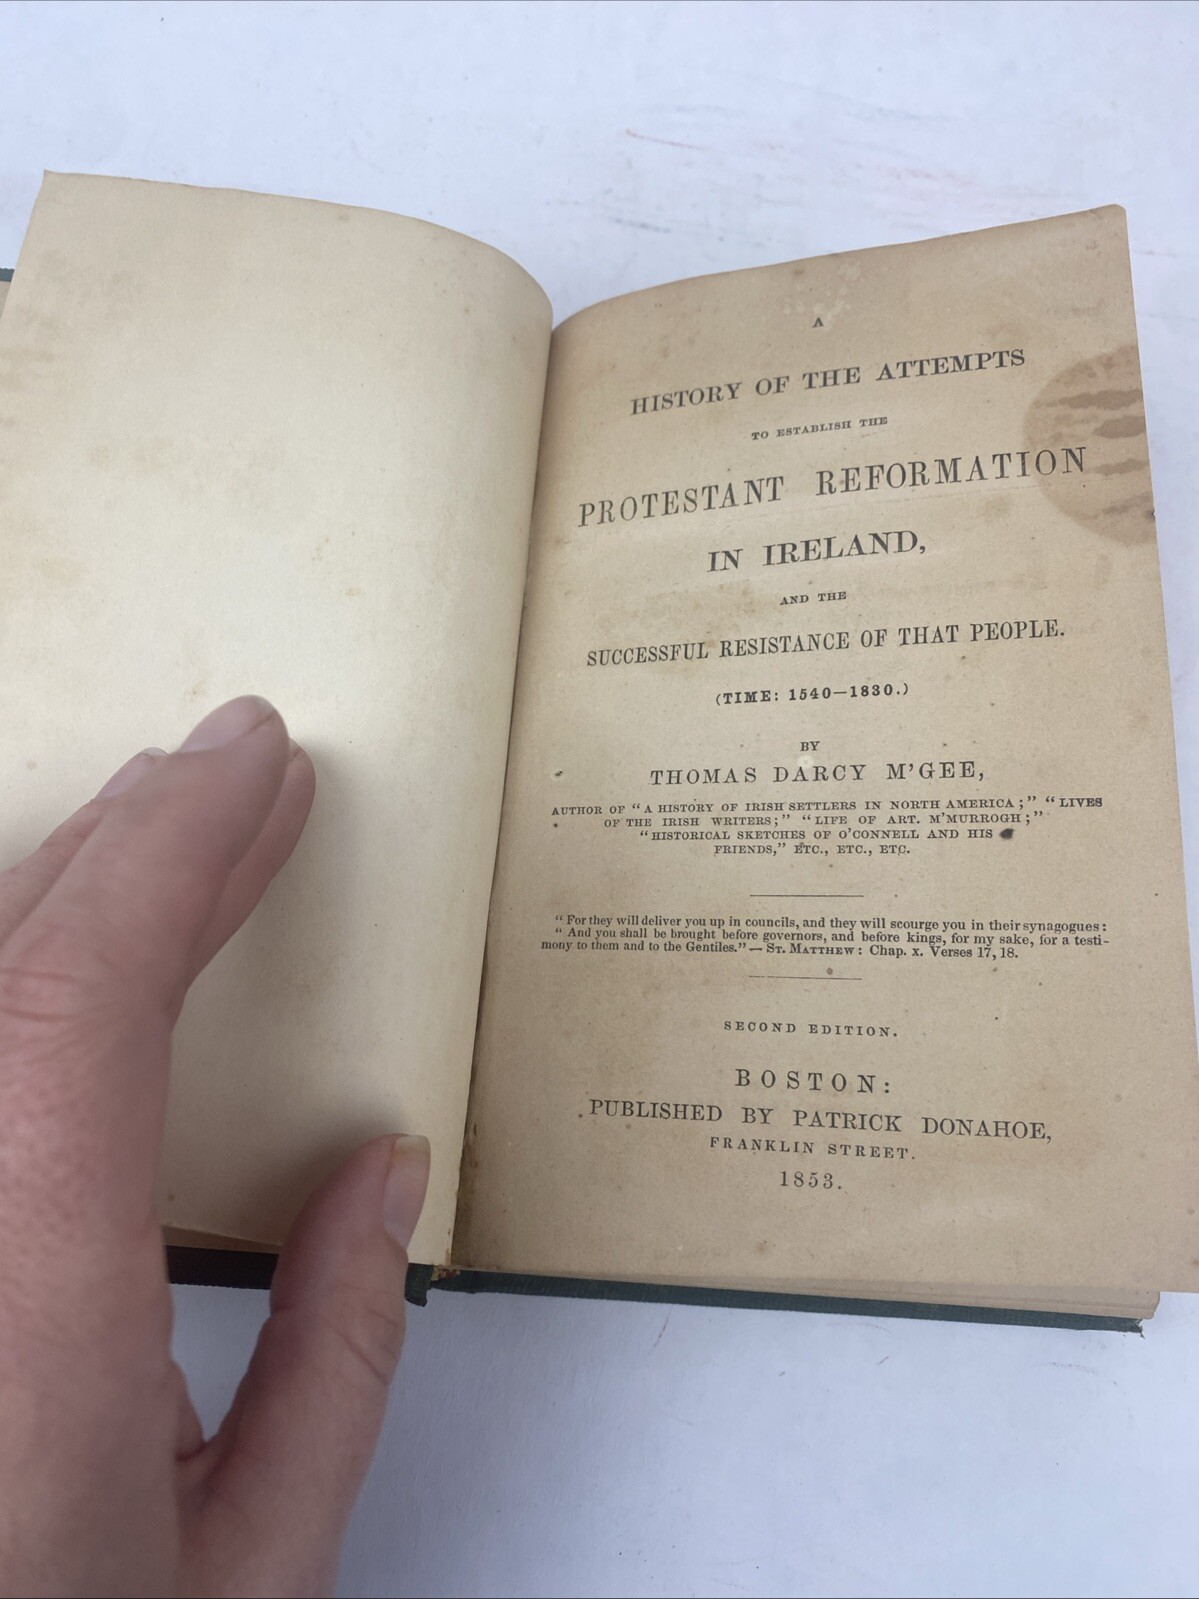 A
HISTORY OF THE ATTEMPTS
TO ESTABLISH THE
PROTESTANT REFORMATION
IN IRELAND,
AND THE
SUCCESSFUL RESISTANCE OF THAT PEOPLE.
(TIME: 1540—1830.)
BY
THOMAS DARCY M'GEE,
AUTHOR OF "A HISTORY OF IRISH SETTLERS IN NORTH AMERICA;" "LIVES
OF THE IRISH WRITERS;" "LIFE OF ART. M'MURROGH;"
"HISTORICAL SKETCHES OF O'CONNELL AND HIS
FRIENDS," ETC., ETC., ETC.
"For they will deliver you up in councils, and they will scourge you in their synagogues:
"And you shall be brought before governors, and before kings, for my sake, for a testi-
mony to them and to the Gentiles." — ST. MATTHEW: Chap. x. Verses 17, 18.
SECOND EDITION.
BOSTON:
PUBLISHED BY PATRICK DONAHOE,
FRANKLIN STREET.
1853.